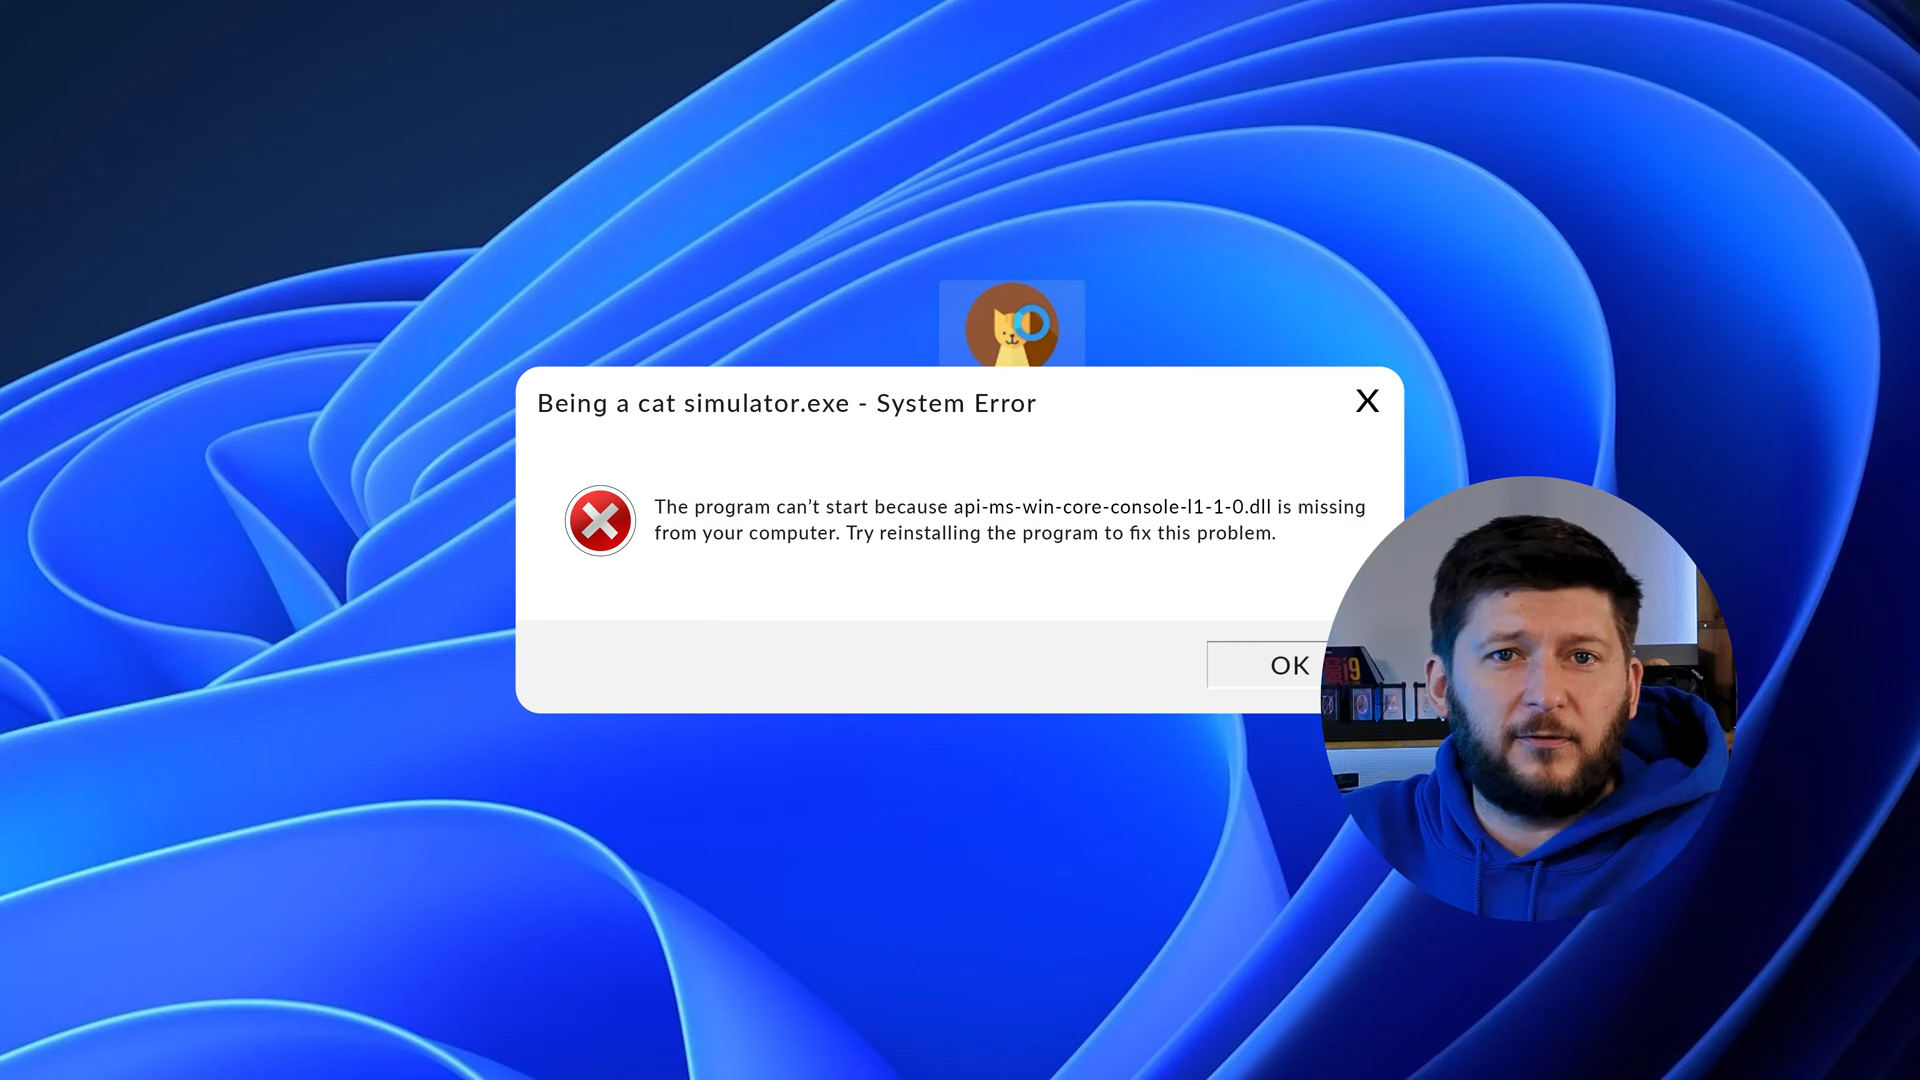 Being a cat simulator.exe - System Error
X
The program can’t start because api-ms-win-core-console-l1-1-0.dll is missing
from your computer. Try reinstalling the program to fix this problem.
OK
i9